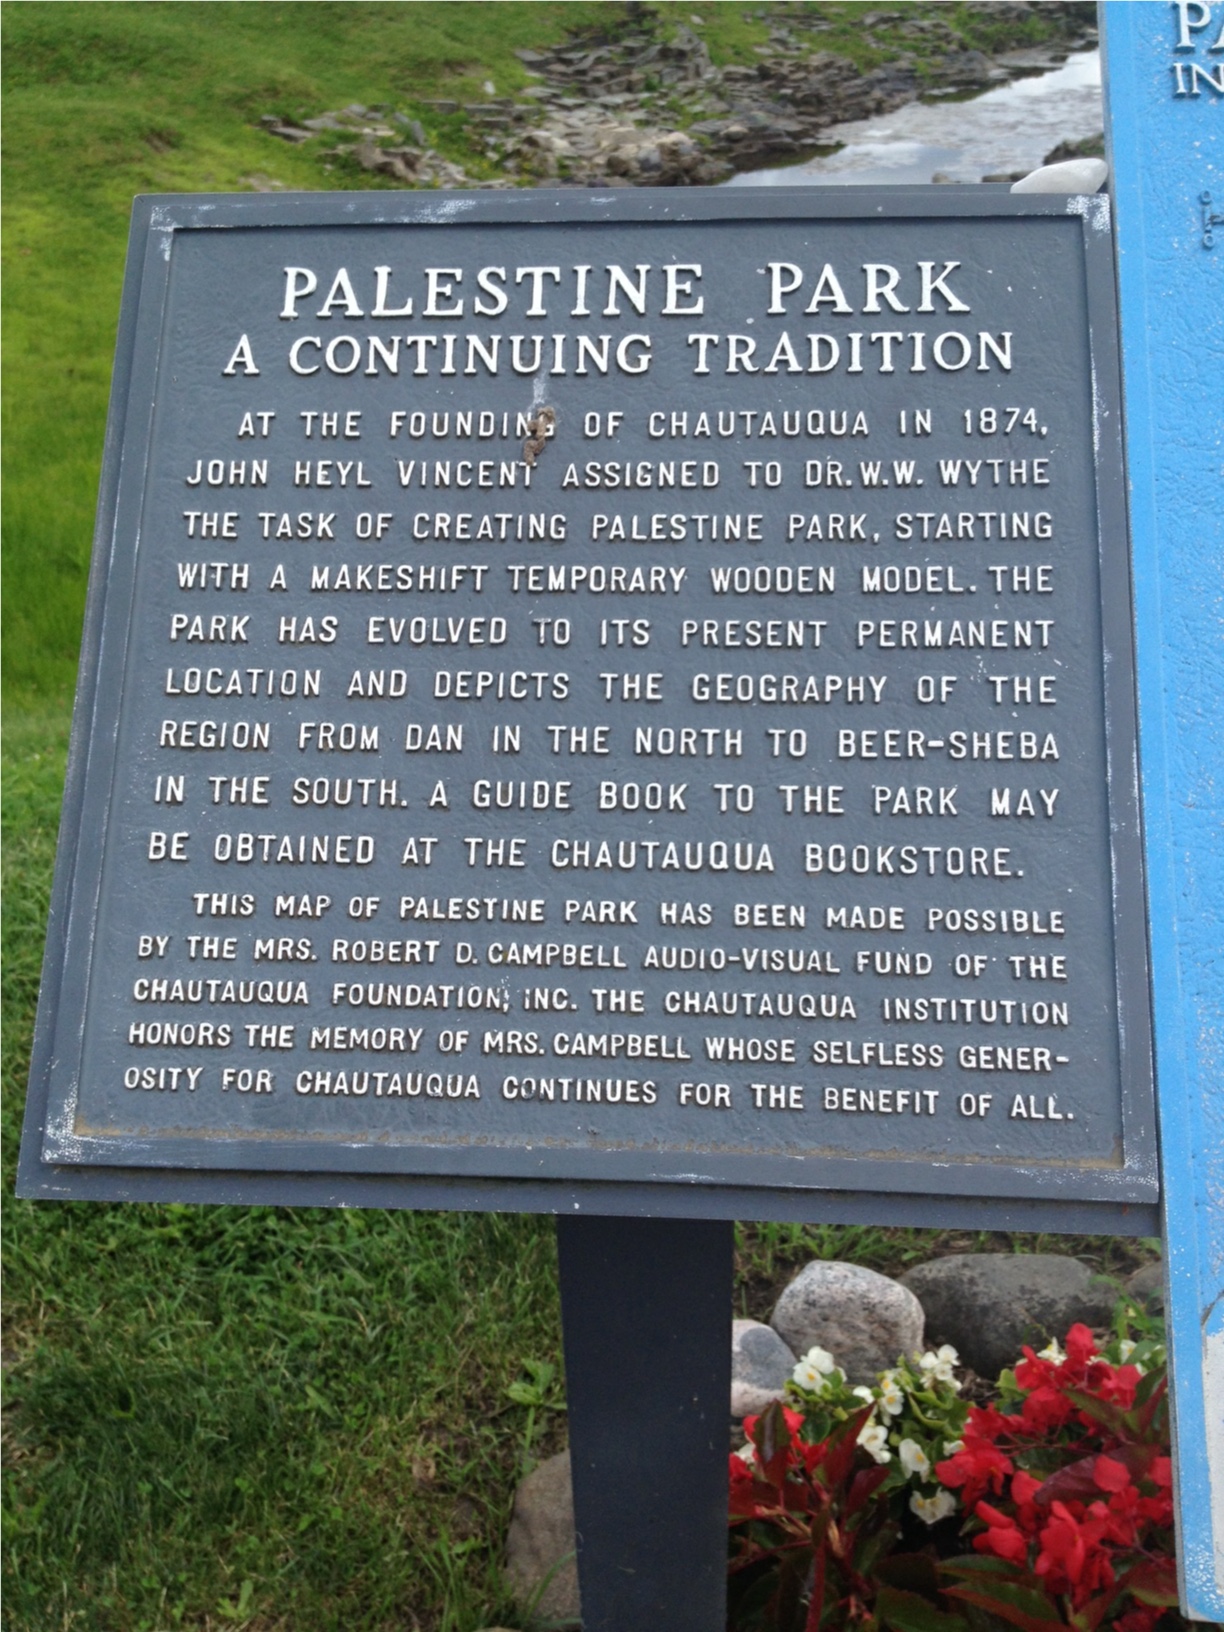 PALESTINE PARK
A CONTINUING TRADITION
AT THE FOUNDING OF CHAUTAUQUA IN 1874,
JOHN HEYL VINCENT ASSIGNED TO DR. W.W. WYTHE
THE TASK OF CREATING PALESTINE PARK, STARTING
WITH A MAKESHIFT TEMPORARY WOODEN MODEL. THE
PARK HAS EVOLVED TO ITS PRESENT PERMANENT
LOCATION AND DEPICTS THE GEOGRAPHY OF THE
REGION FROM DAN IN THE NORTH TO BEER-SHEBA
IN THE SOUTH. A GUIDE BOOK TO THE PARK MAY
BE OBTAINED AT THE CHAUTAUQUA BOOKSTORE.
THIS MAP OF PALESTINE PARK HAS BEEN MADE POSSIBLE
BY THE MRS. ROBERT D. CAMPBELL AUDIO-VISUAL FUND OF THE
CHAUTAUQUA FOUNDATION, INC. THE CHAUTAUQUA INSTITUTION
HONORS THE MEMORY OF MRS. CAMPBELL WHOSE SELFLESS GENER-
OSITY FOR CHAUTAUQUA CONTINUES FOR THE BENEFIT OF ALL.